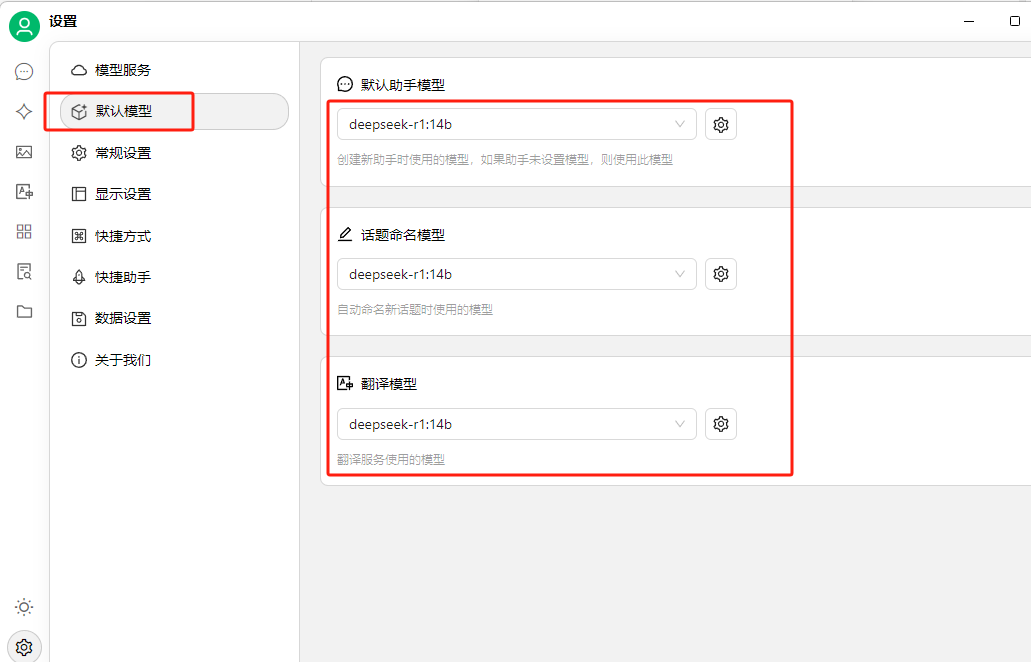 设置
模型服务
默认模型
常规设置
显示设置
快捷方式
快捷助手
数据设置
关于我们
默认助手模型
deepseek-r1:14b
创建新助手时使用的模型，如果助手未设置模型，则使用此模型
话题命名模型
deepseek-r1:14b
自动命名新话题时使用的模型
翻译模型
deepseek-r1:14b
翻译服务使用的模型